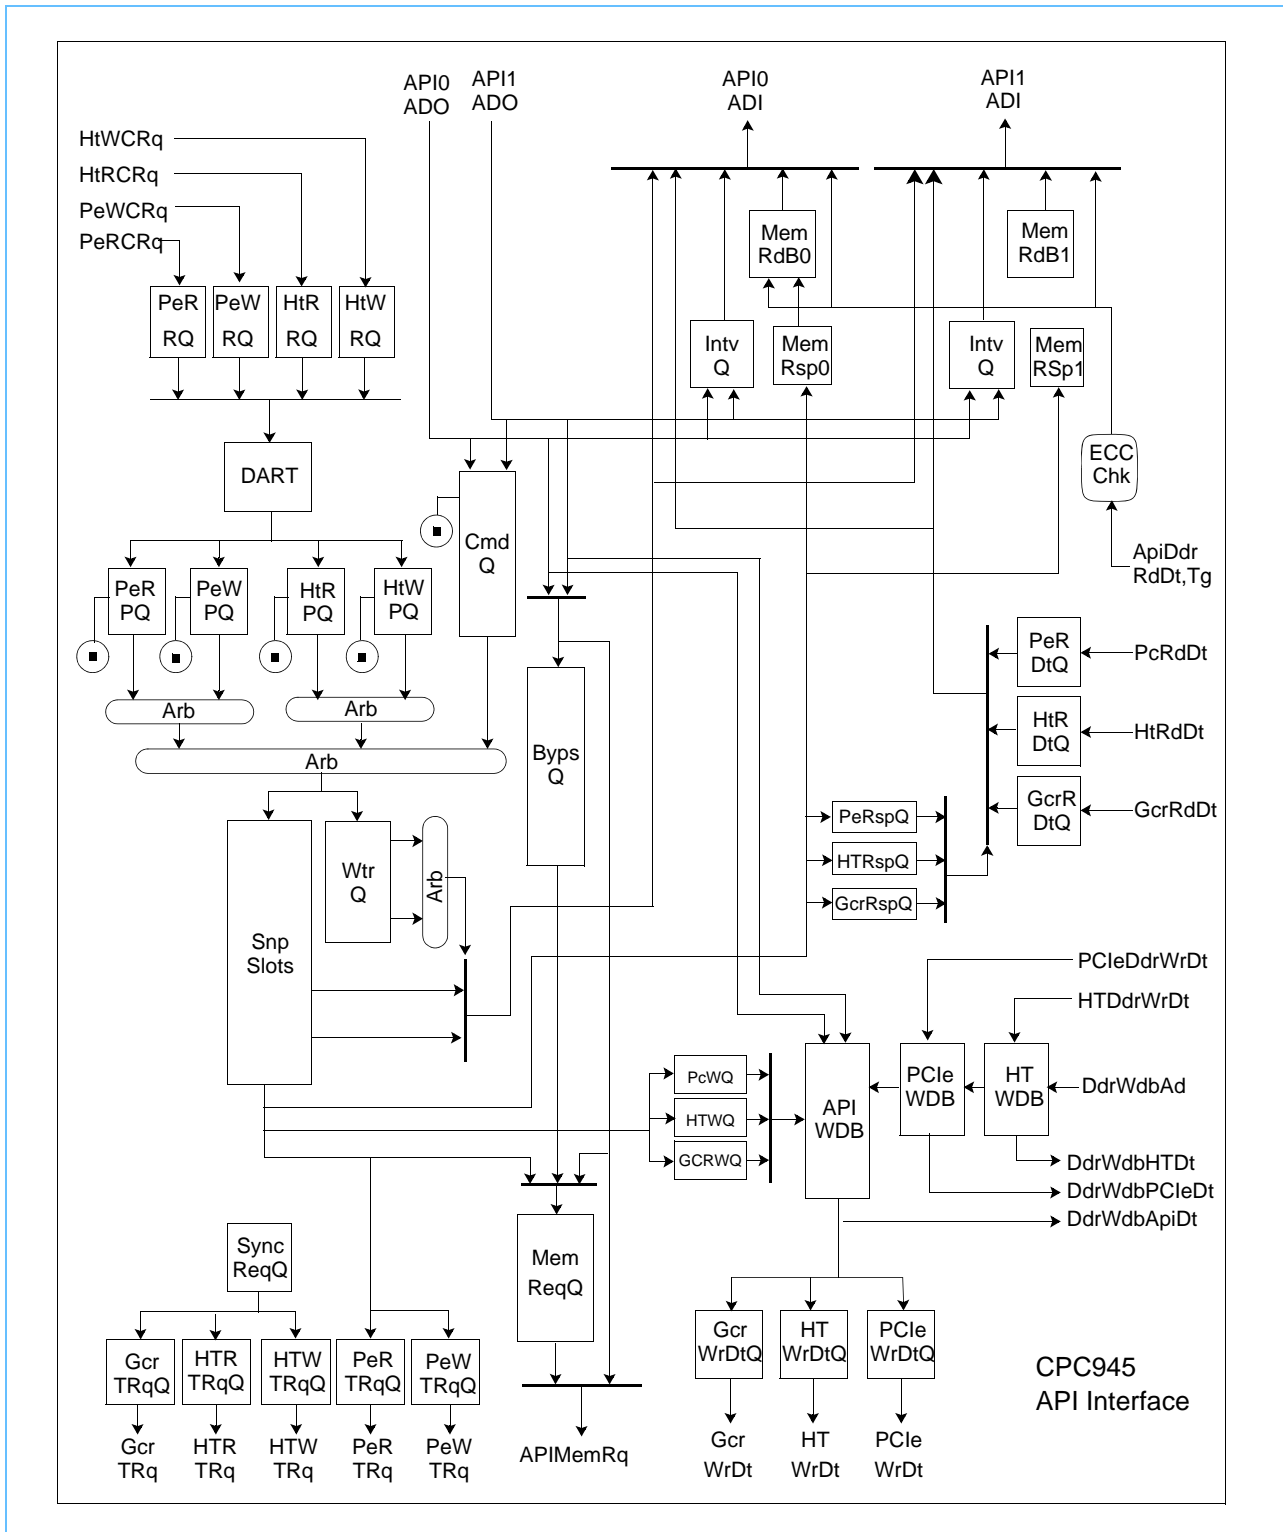 API0
ADO
API1
ADO
API0
ADI
API1
ADI
HtWCRq
HtRCRq
PeWCRq
PeRCRq
Mem
RdB0
Mem
RdB1
PeR
RQ
PeW
RQ
HtR
RQ
HtW
RQ
Intv
Q
Mem
Rsp0
Intv
Q
Mem
RSp1
DART
ECC
Chk
Cmd
Q
ApiDdr
RdDt,Tg
PeR
PQ
PeW
PQ
HtR
PQ
HtW
PQ
PeR
DtQ
PcRdDt
Arb
Arb
HtR
DtQ
HtRdDt
Arb
Byps
Q
GcrR
DtQ
GcrRdDt
PeRspQ
HTRspQ
GcrRspQ
Wtr
Q
Arb
Snp
Slots
PCIeDdrWrDt
HTDdrWrDt
PcWQ
HTWQ
GCRWQ
API
WDB
PCIe
WDB
HT
WDB
DdrWdbAd
DdrWdbHTDt
DdrWdbPCIeDt
DdrWdbApiDt
Sync
ReqQ
Mem
ReqQ
Gcr
TRqQ
HTR
TRqQ
HTW
TRqQ
PeR
TRqQ
PeW
TRqQ
Gcr
WrDtQ
HT
WrDtQ
PCIe
WrDtQ
CPC945
API Interface
Gcr
TRq
HTR
TRq
HTW
TRq
PeR
TRq
PeW
TRq
APIMemRq
Gcr
WrDt
HT
WrDt
PCIe
WrDt